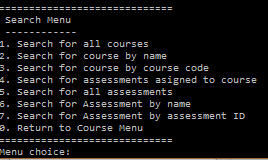 =============================
Search Menu
------------
1. Search for all courses
2. Search for course by name
3. Search for course by course code
4. Search for assessments asigned to course
5. Search for all assessments
6. Search for Assessment by name
7. Search for Assessment by assessment ID
0. Return to Course Menu
=============================
Menu choice: